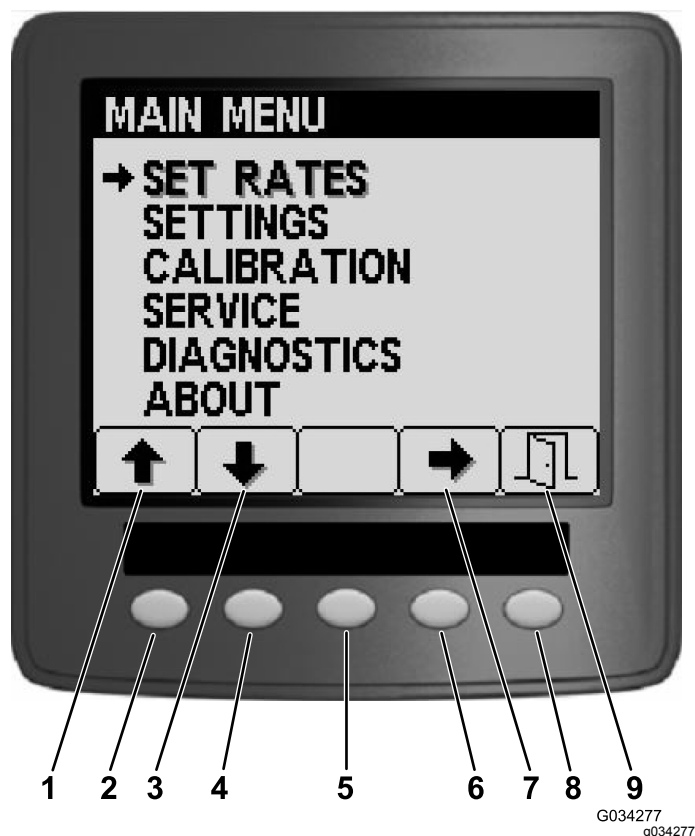 MAIN MENU
SET RATES
SETTINGS
CALIBRATION
SERVICE
DIAGNOSTICS
ABOUT
1 2 3 4 5 6 7 8 9
G034277
g034277